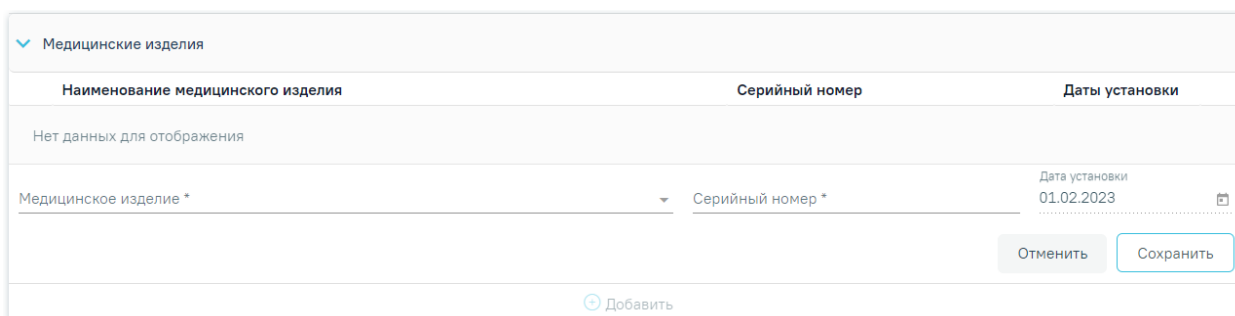 Медицинские изделия
Наименование медицинского изделия Серийный номер Даты установки
Нет данных для отображения
Дата установки
Медицинское изделие * Серийный номер * 01.02.2023
Отменить Сохранить
Добавить